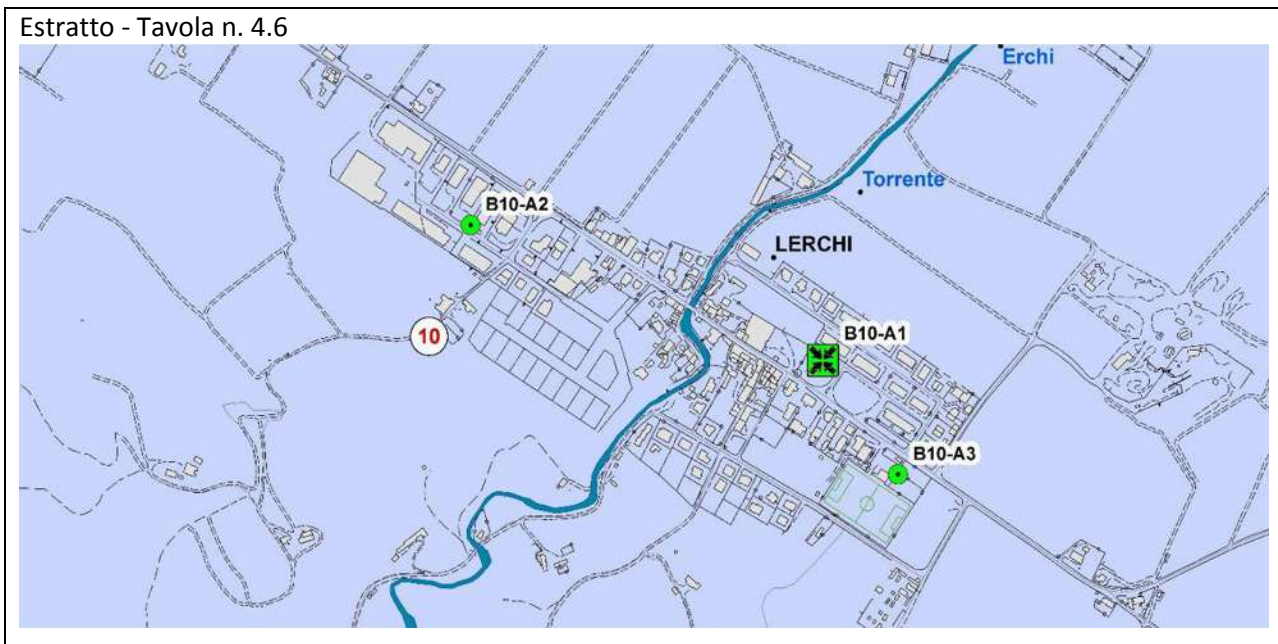 Estratto - Tavola n. 4.6
Erchi
Torrente
B10-A2
LERCHI
10
B10-A1
B10-A3